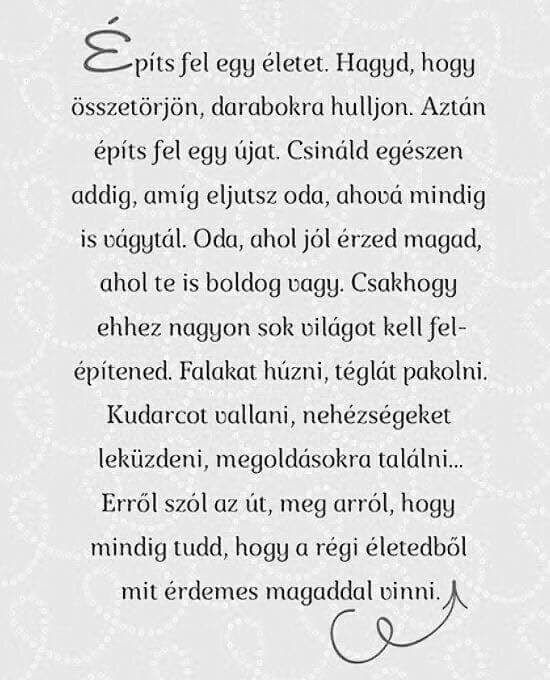 Építs fel egy életet. Hagyd, hogy
összetörjön, darabokra hulljon. Aztán
építs fel egy újat. Csináld egészen
addig, amíg eljutsz oda, ahová mindig
is vágytál. Oda, ahol jól érzed magad,
ahol te is boldog vagy. Csakhogy
ehhez nagyon sok világot kell fel-
építened. Falakat húzni, téglát pakolni.
Kudarcot vallani, nehézségeket
leküzdeni, megoldásokra találni...
Erről szól az út, meg arról, hogy
mindig tudd, hogy a régi életedből
mit érdemes magaddal vinni.